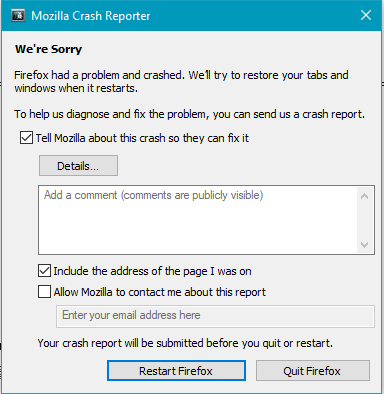 Mozilla Crash Reporter
We're Sorry
Firefox had a problem and crashed. We'll try to restore your tabs and
windows when it restarts.
To help us diagnose and fix the problem, you can send us a crash report.
Tell Mozilla about this crash so they can fix it
Details...
Add a comment (comments are publicly visible)
Include the address of the page I was on
Allow Mozilla to contact me about this report
Enter your email address here
Your crash report will be submitted before you quit or restart.
Restart Firefox
Quit Firefox